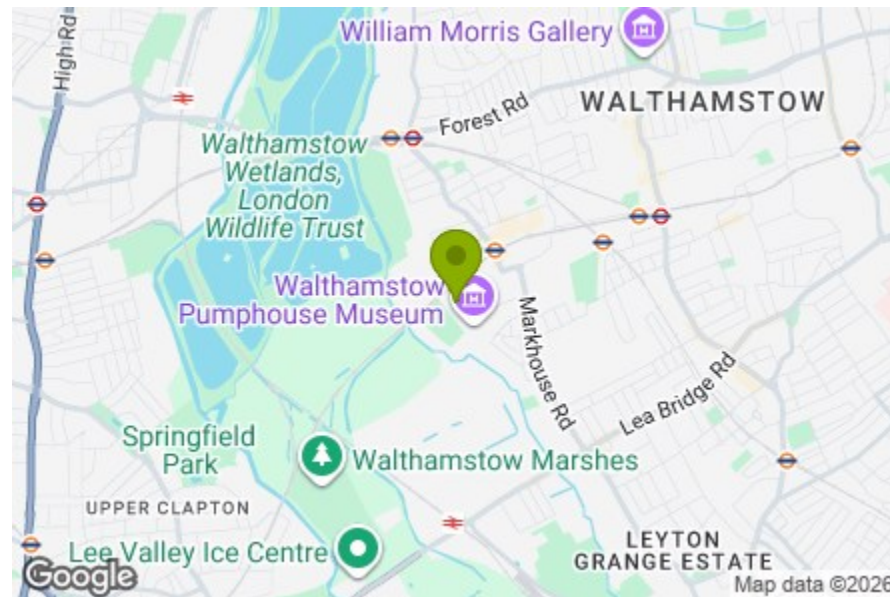 High Rd
William Morris Gallery
WALTHAMSTOW
Forest Rd
Walthamstow
Wetlands,
London
Wildlife Trust
Walthamstow
Pumphouse Museum
Markhouse Rd
Lea Bridge Rd
Springfield
Park
Walthamstow Marshes
UPPER CLAPTON
Lee Valley Ice Centre
LEYTON
GRANGE ESTATE
Google
Map data ©2026